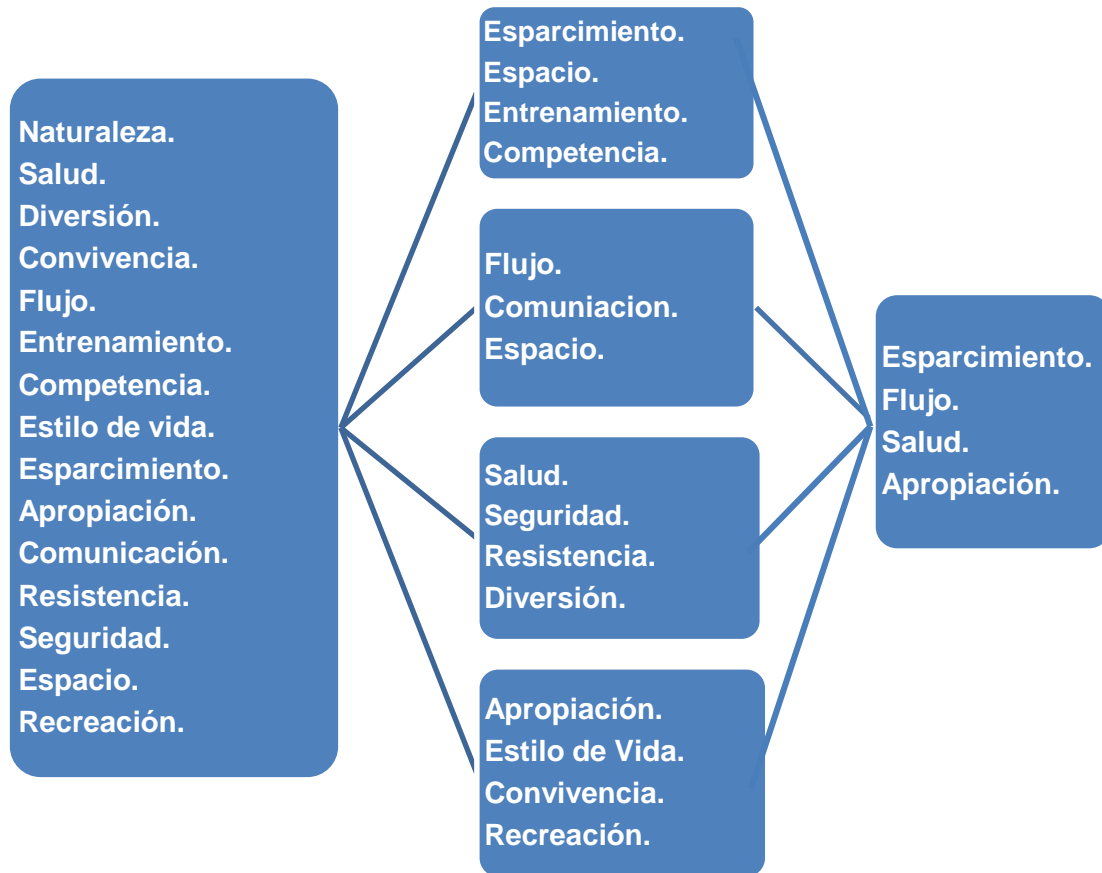 Naturaleza.
Salud.
Diversión.
Convivencia.
Flujo.
Entrenamiento.
Competencia.
Estilo de vida.
Esparcimiento.
Apropiación.
Comunicación.
Resistencia.
Seguridad.
Espacio.
Recreación.
Esparcimiento.
Espacio.
Entrenamiento.
Competencia.
Flujo.
Comuniacion.
Espacio.
Salud.
Seguridad.
Resistencia.
Diversión.
Apropiación.
Estilo de Vida.
Convivencia.
Recreación.
Esparcimiento.
Flujo.
Salud.
Apropiación.